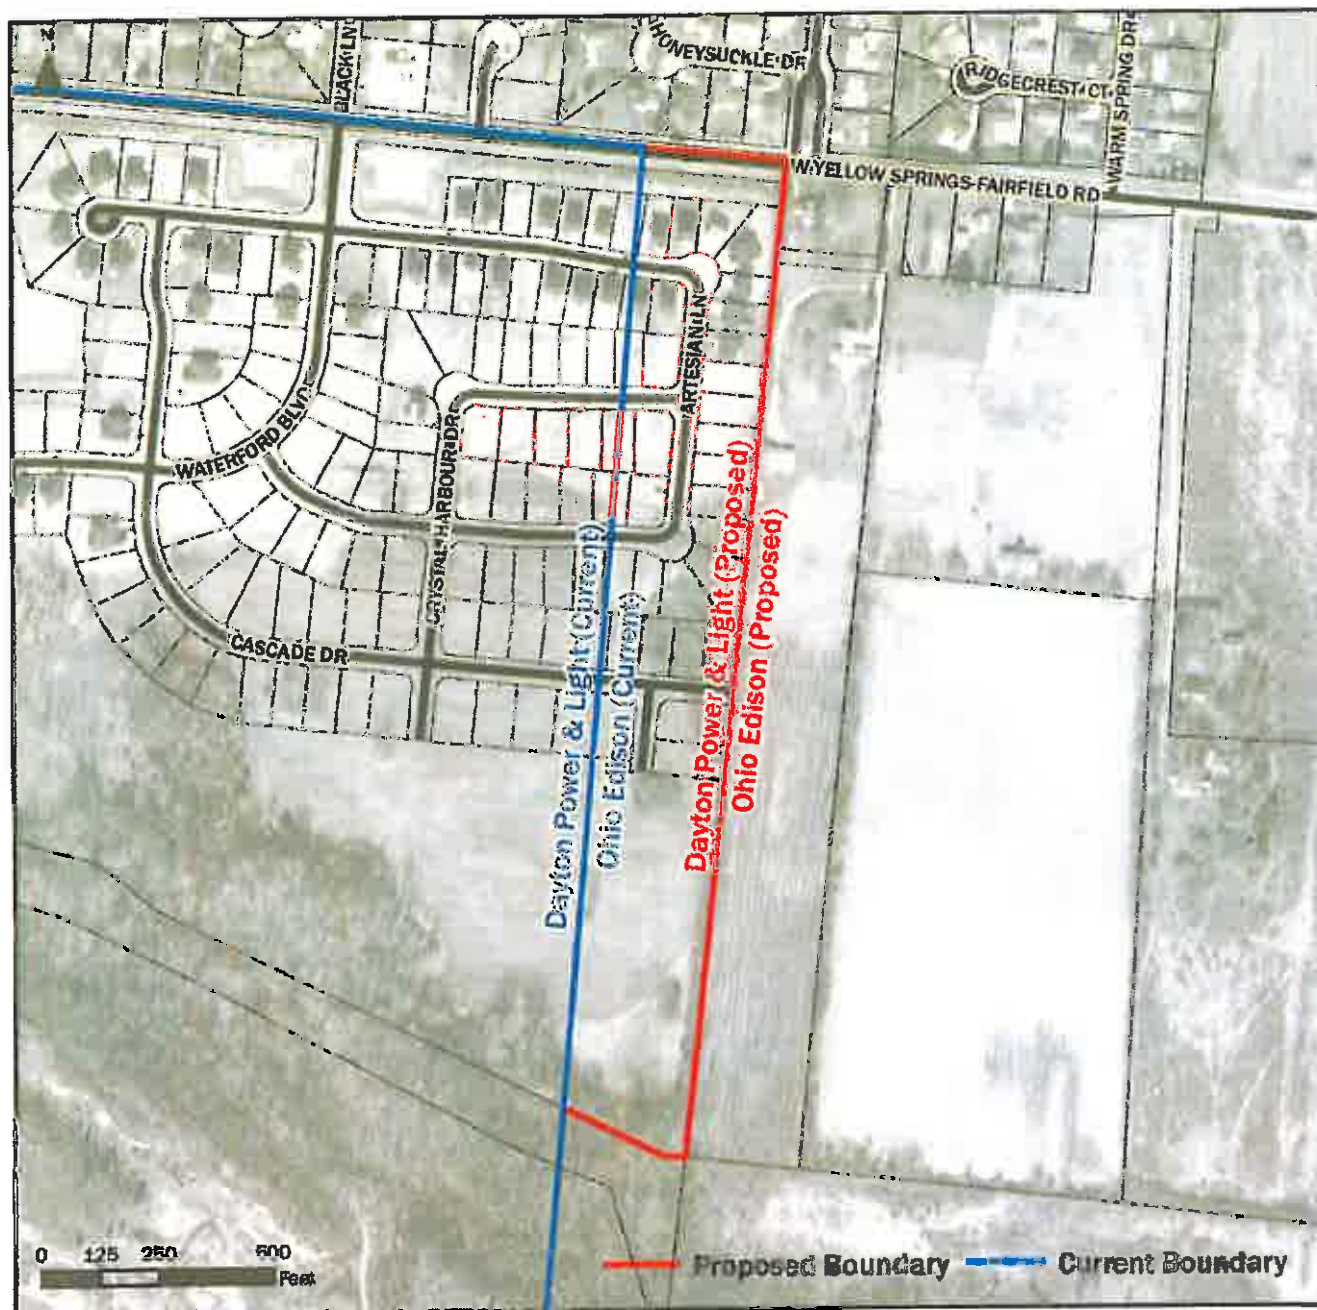 N
BLACK LN
HONEYSUCKLE DR
RIDGECREST CT
WARM SPRING DR
W YELLOW SPRINGS-FAIRFIELD RD
ARTESIAN LN
WATERFORD BLVD
CRYSTAL HARBOUR DR
CASCADE DR
Dayton Power & Light (Current)
Ohio Edison (Current)
Dayton Power & Light (Proposed)
Ohio Edison (Proposed)
0 125 250 500
Feet
Proposed Boundary Current Boundary